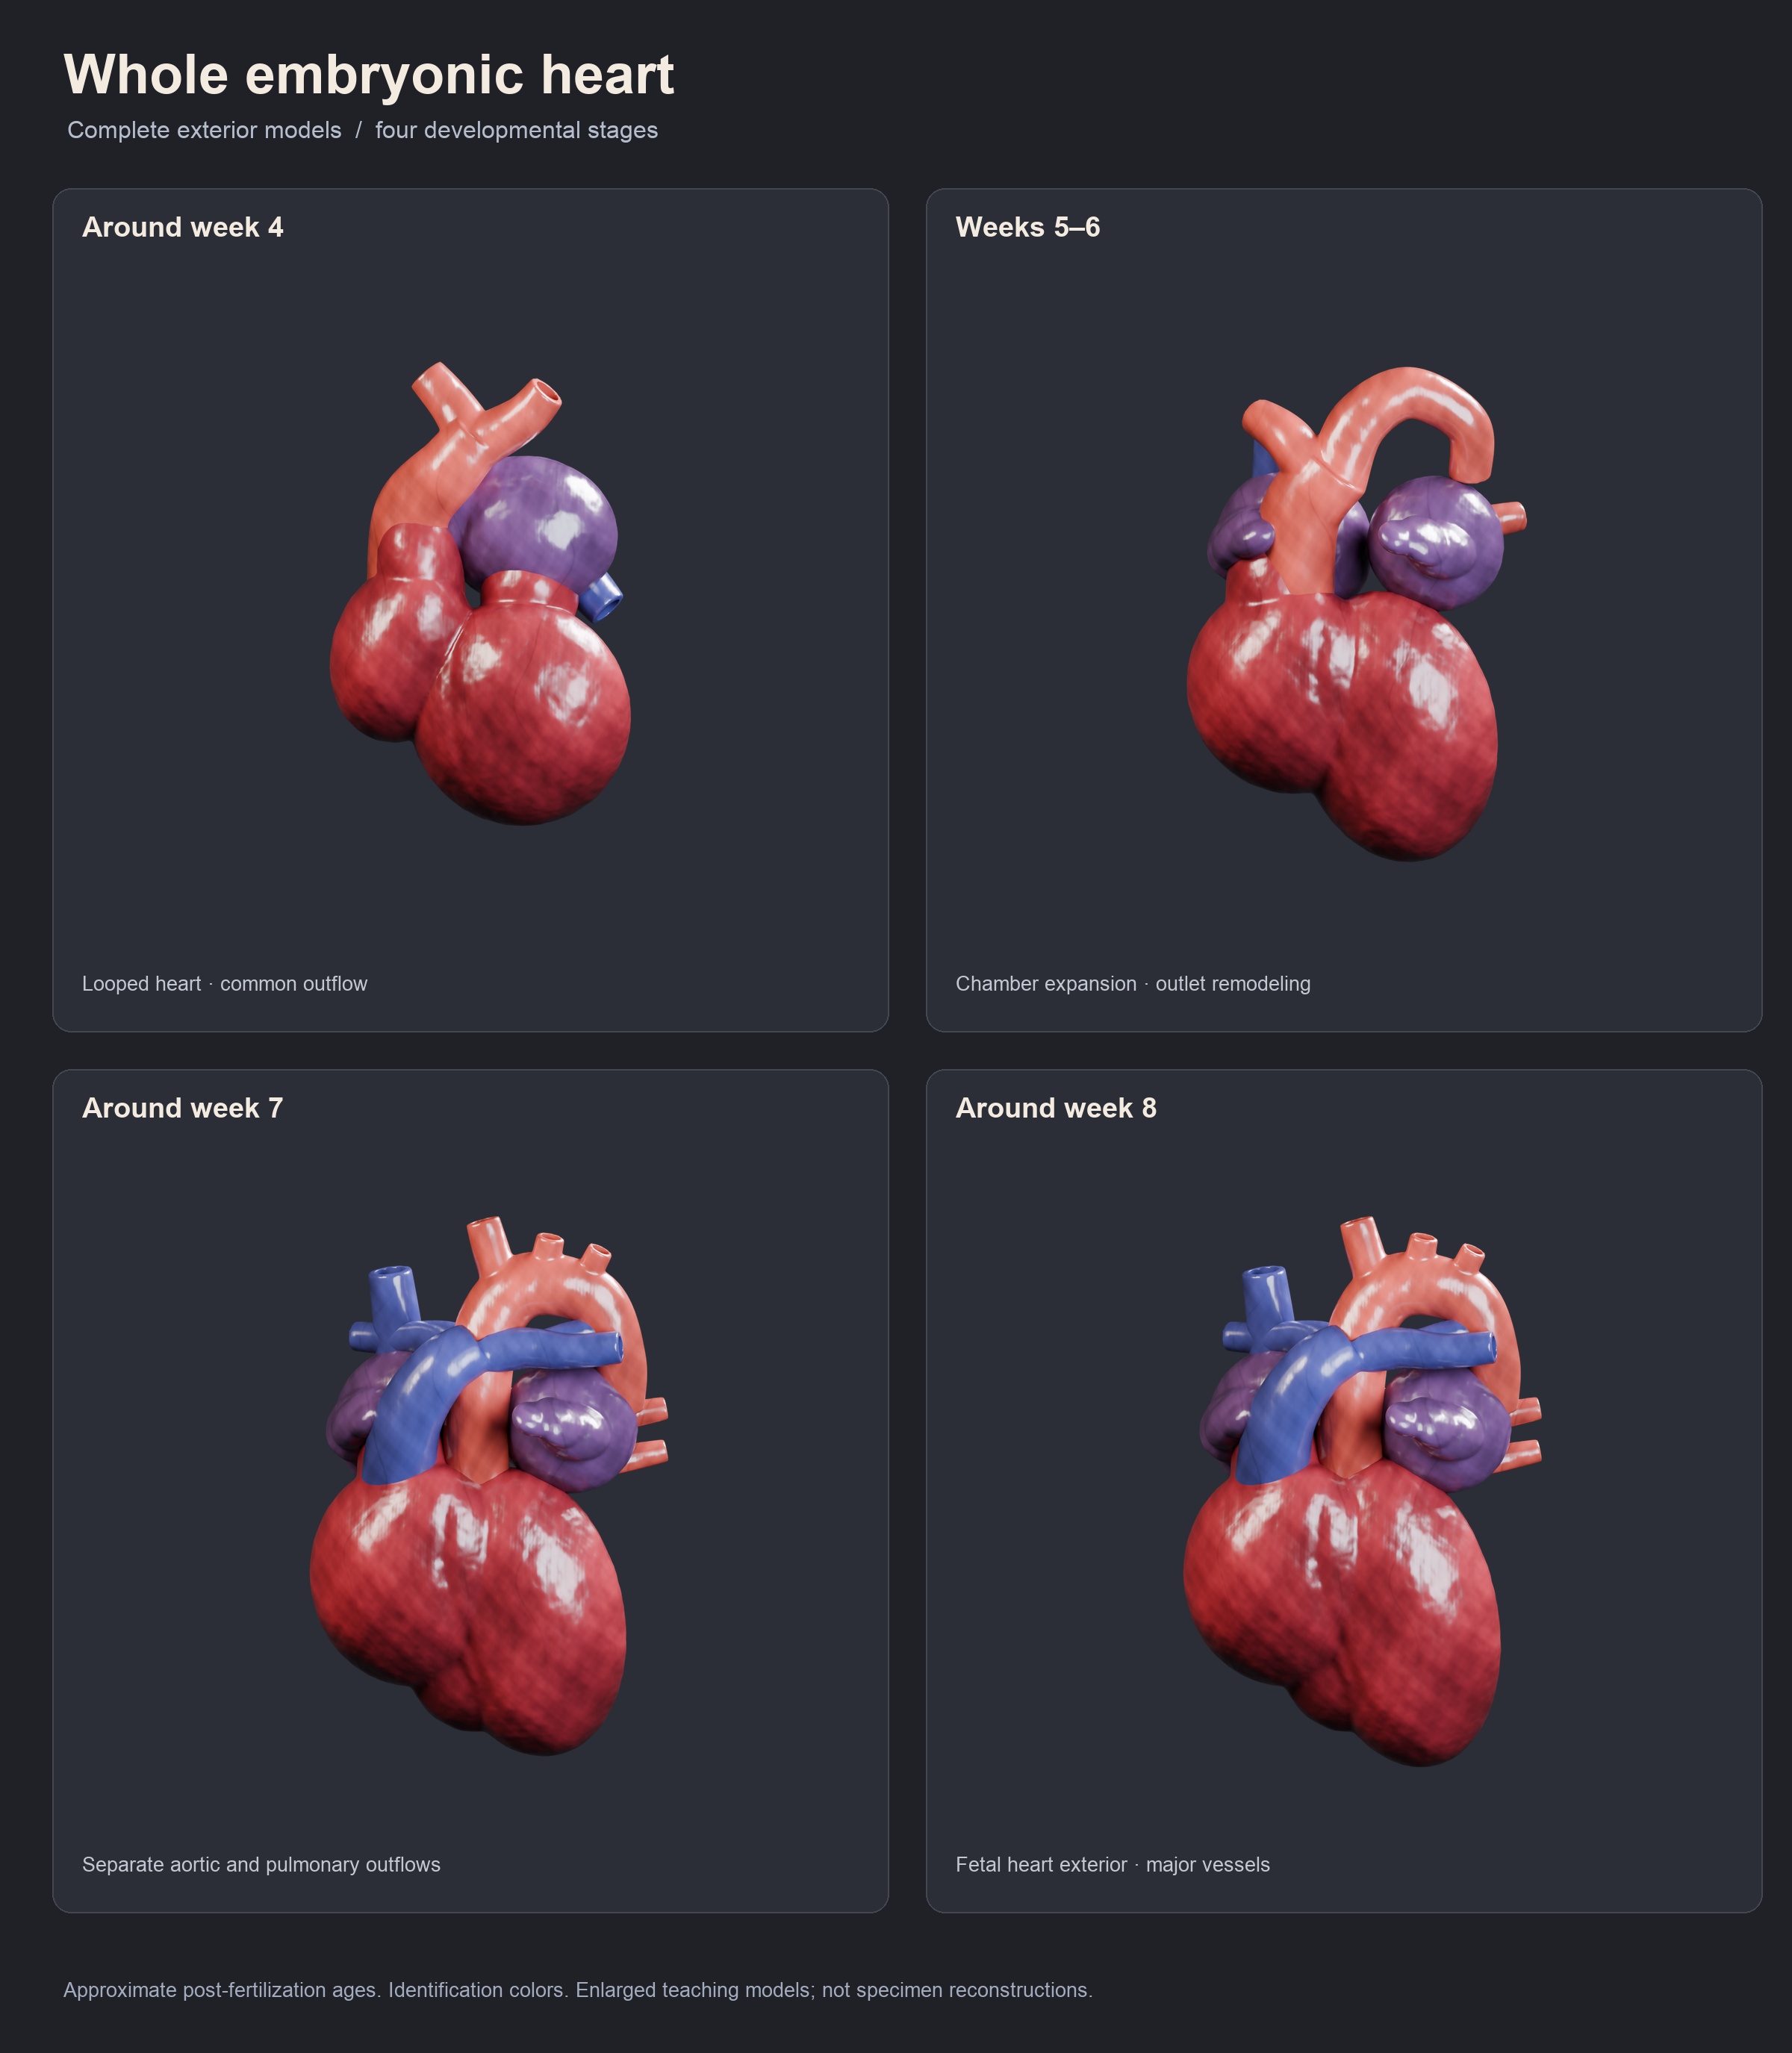 Whole embryonic heart
Complete exterior models / four developmental stages
Around week 4
Weeks 5–6
Looped heart · common outflow
Chamber expansion · outlet remodeling
Around week 7
Around week 8
Separate aortic and pulmonary outflows
Fetal heart exterior · major vessels
Approximate post-fertilization ages. Identification colors. Enlarged teaching models; not specimen reconstructions.